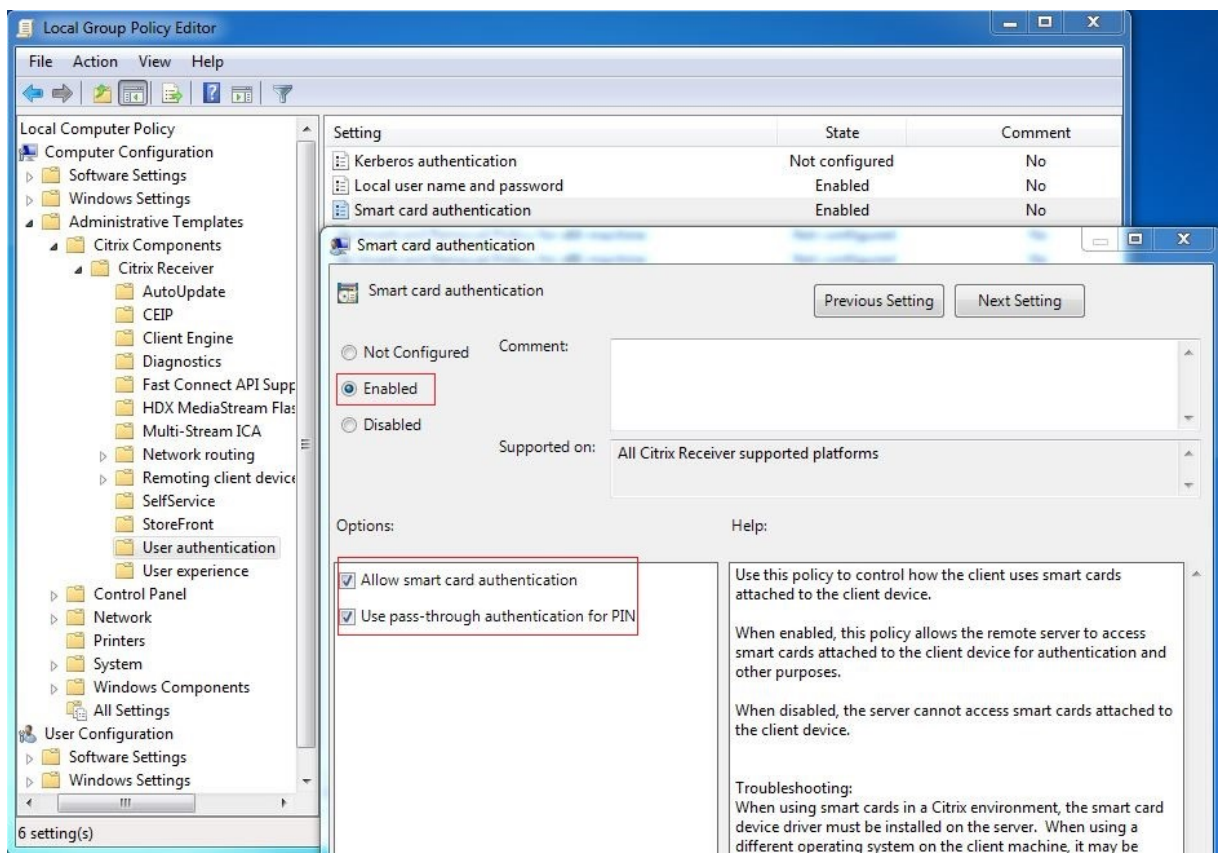 Local Group Policy Editor
File Action View Help
Local Computer Policy
Computer Configuration
Software Settings
Windows Settings
Administrative Templates
Citrix Components
Citrix Receiver
AutoUpdate
CEIP
Client Engine
Diagnostics
Fast Connect API Supp
HDX MediaStream Flas
Multi-Stream ICA
Network routing
Remoting client device
SelfService
StoreFront
User authentication
User experience
Control Panel
Network
Printers
System
Windows Components
All Settings
User Configuration
Software Settings
Windows Settings
6 setting(s)
Setting State Comment
Kerberos authentication Not configured No
Local user name and password Enabled No
Smart card authentication Enabled No
Smart card authentication
Smart card authentication
Previous Setting Next Setting
Not Configured
Enabled
Disabled
Comment:
Supported on: All Citrix Receiver supported platforms
Options:
Allow smart card authentication
Use pass-through authentication for PIN
Help:
Use this policy to control how the client uses smart cards
attached to the client device.
When enabled, this policy allows the remote server to access
smart cards attached to the client device for authentication and
other purposes.
When disabled, the server cannot access smart cards attached to
the client device.
Troubleshooting:
When using smart cards in a Citrix environment, the smart card
device driver must be installed on the server. When using a
different operating system on the client machine, it may be